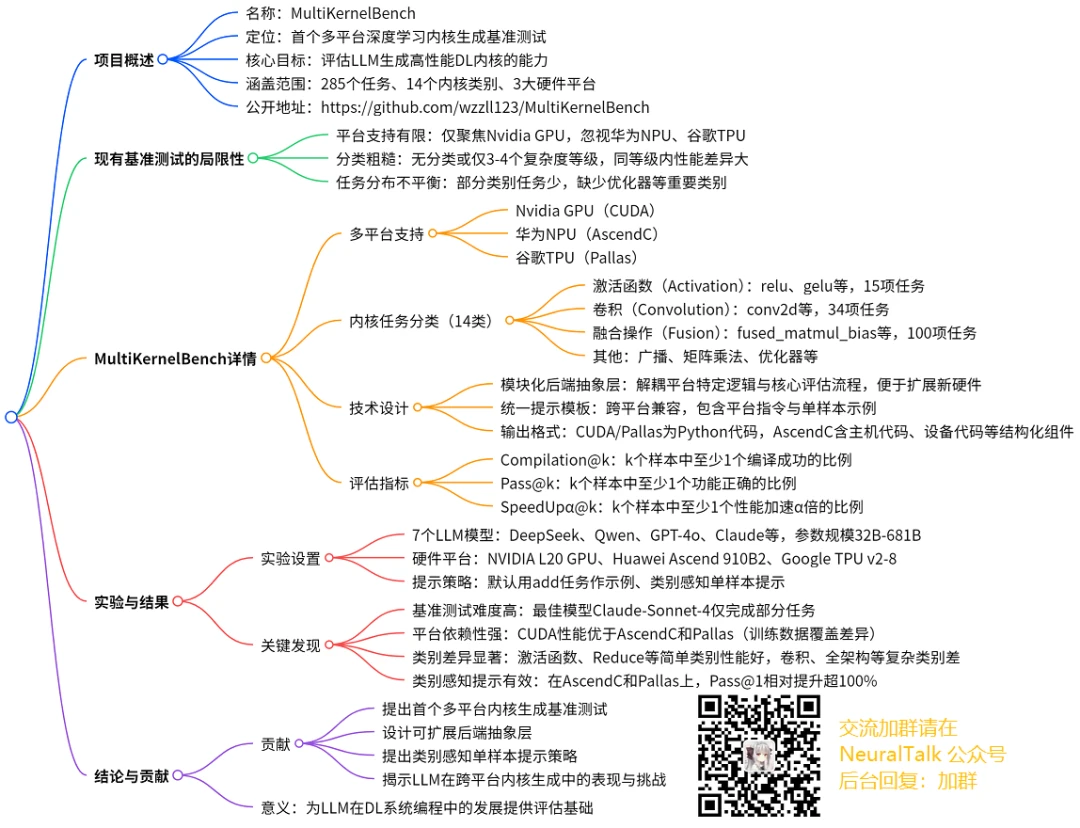 项目概述
名称：MultiKernelBench
定位：首个多平台深度学习内核生成基准测试
核心目标：评估LLM生成高性能DL内核的能力
涵盖范围：285个任务、14个内核类别、3大硬件平台
公开地址：https://github.com/wzzll123/MultiKernelBench
现有基准测试的局限性
平台支持有限：仅聚焦Nvidia GPU，忽视华为NPU、谷歌TPU
分类粗糙：无分类或仅3-4个复杂度等级，同等级内性能差异大
任务分布不平衡：部分类别任务少，缺少优化器等重要类别
MultiKernelBench详情
多平台支持
Nvidia GPU（CUDA）
华为NPU（AscendC）
谷歌TPU（Pallas）
内核任务分类（14类）
激活函数（Activation）：relu、gelu等，15项任务
卷积（Convolution）：conv2d等，34项任务
融合操作（Fusion）：fused_matmul_bias等，100项任务
其他：广播、矩阵乘法、优化器等
技术设计
模块化后端抽象层：解耦平台特定逻辑与核心评估流程，便于扩展新硬件
统一提示模板：跨平台兼容，包含平台指令与单样本示例
输出格式：CUDA/Pallas为Python代码，AscendC含主机代码、设备代码等结构化组件
评估指标
Compilation@k：k个样本中至少1个编译成功的比例
Pass@k：k个样本中至少1个功能正确的比例
SpeedUpα@k：k个样本中至少1个性能加速α倍的比例
实验与结果
实验设置
7个LLM模型：DeepSeek、Qwen、GPT-4o、Claude等，参数规模32B-681B
硬件平台：NVIDIA L20 GPU、Huawei Ascend 910B2、Google TPU v2-8
提示策略：默认用add任务作示例、类别感知单样本提示
关键发现
基准测试难度高：最佳模型Claude-Sonnet-4仅完成部分任务
平台依赖性强：CUDA性能优于AscendC和Pallas（训练数据覆盖差异）
类别差异显著：激活函数、Reduce等简单类别性能好，卷积、全架构等复杂类别差
类别感知提示有效：在AscendC和Pallas上，Pass@1相对提升超100%
结论与贡献
贡献
提出首个多平台内核生成基准测试
设计可扩展后端抽象层
提出类别感知单样本提示策略
揭示LLM在跨平台内核生成中的表现与挑战
意义：为LLM在DL系统编程中的发展提供评估基础
交流加群请在
NeuralTalk 公众号
后台回复：加群